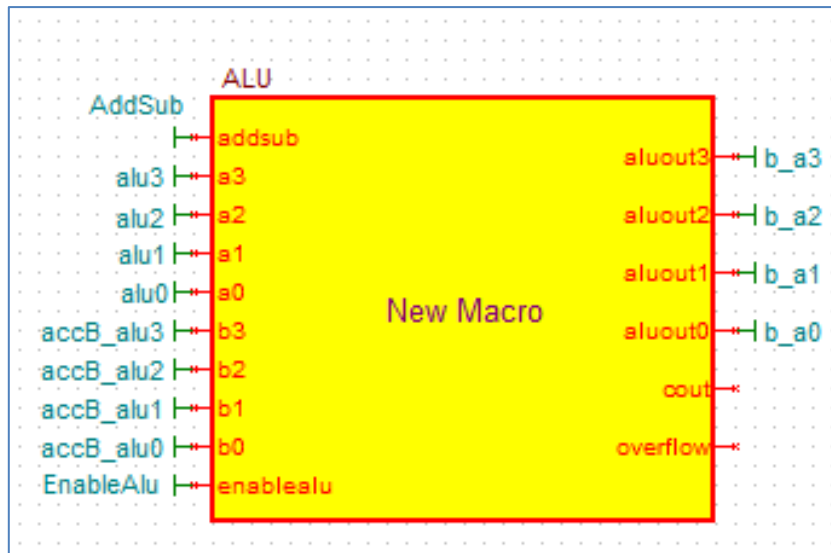 ALU
AddSub
addsub
aluout3 b_a3
alu3 a3
alu2 a2
aluout2 b_a2
alu1 a1
aluout1 b_a1
alu0 a0
New Macro
accB_alu3 b3
aluout0 b_a0
accB_alu2 b2
cout
accB_alu1 b1
accB_alu0 b0
overflow
EnableAlu enablealu